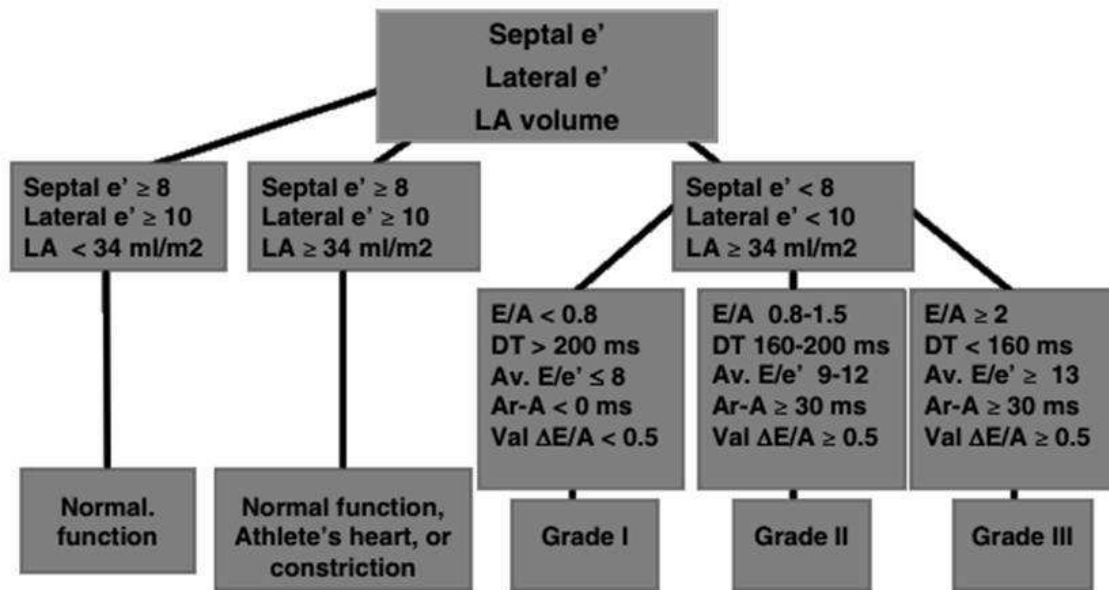 Septal e’
Lateral e’
LA volume
Septal e’ ≥ 8
Lateral e’ ≥ 10
LA < 34 ml/m2
Septal e’ ≥ 8
Lateral e’ ≥ 10
LA ≥ 34 ml/m2
Septal e’ < 8
Lateral e’ < 10
LA ≥ 34 ml/m2
E/A < 0.8
DT > 200 ms
Av. E/e’ ≤ 8
Ar-A < 0 ms
Val ΔE/A < 0.5
E/A 0.8-1.5
DT 160-200 ms
Av. E/e’ 9-12
Ar-A ≥ 30 ms
Val ΔE/A ≥ 0.5
E/A ≥ 2
DT < 160 ms
Av. E/e’ ≥ 13
Ar-A ≥ 30 ms
Val ΔE/A ≥ 0.5
Normal.
function
Normal function,
Athlete’s heart, or
constriction
Grade I
Grade II
Grade III